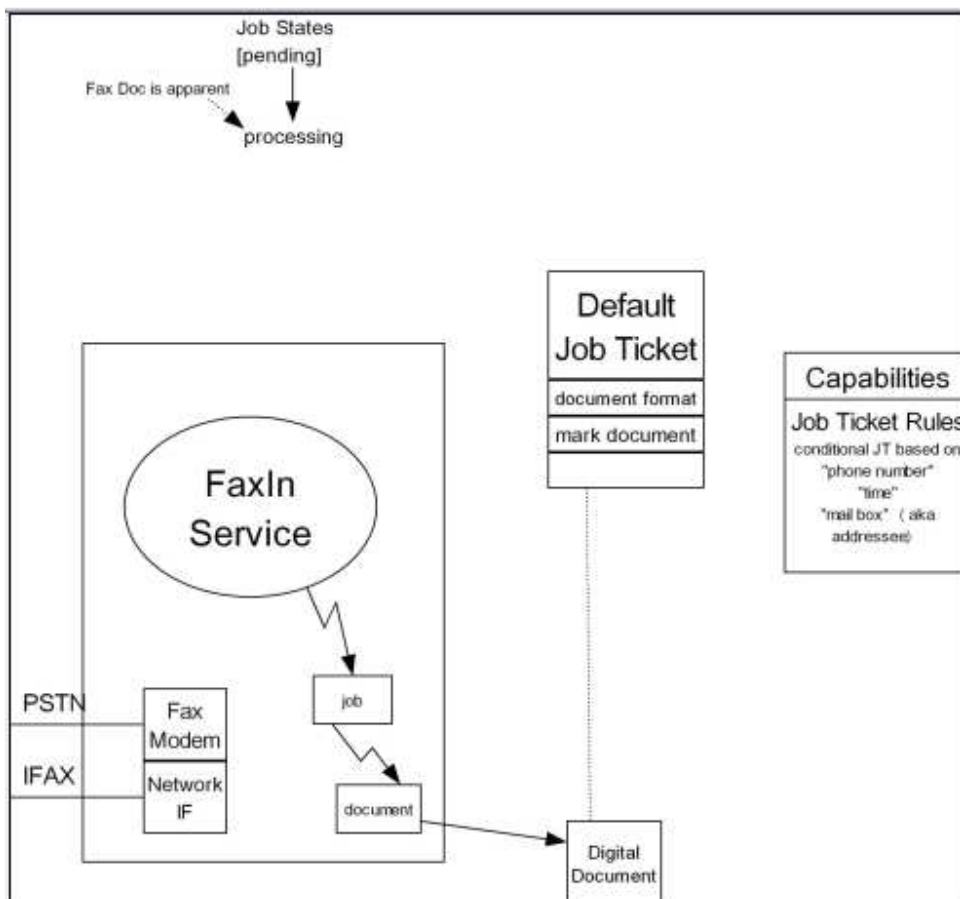 Job States
[pending]
Fax Doc is apparent
processing
Default
Job Ticket
document format
mark document
Capabilities
Job Ticket Rules
conditional JT based on
"phone number"
"time"
"mail box" ( aka
addressee)
FaxIn
Service
job
PSTN
Fax
Modem
IFAX
Network
IF
document
Digital
Document